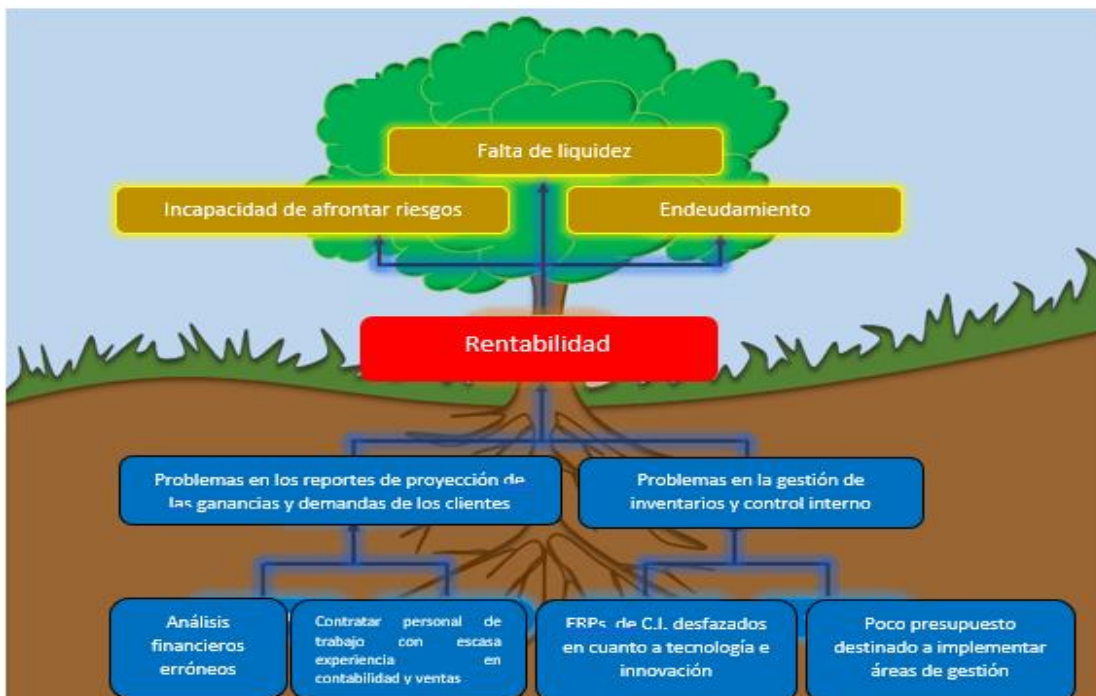 Falta de liquidez
Incapacidad de afrontar riesgos
Endeudamiento
Rentabilidad
Problemas en los reportes de proyección de
las ganancias y demandas de los clientes
Problemas en la gestión de
inventarios y control interno
Análisis
financieros
erróneos
Contratar personal de
trabajo con escasa
experiencia en
contabilidad y ventas
ERPs. de C.I. desfazados
en cuanto a tecnología e
innovación
Poco presupuesto
destinado a implementar
áreas de gestión